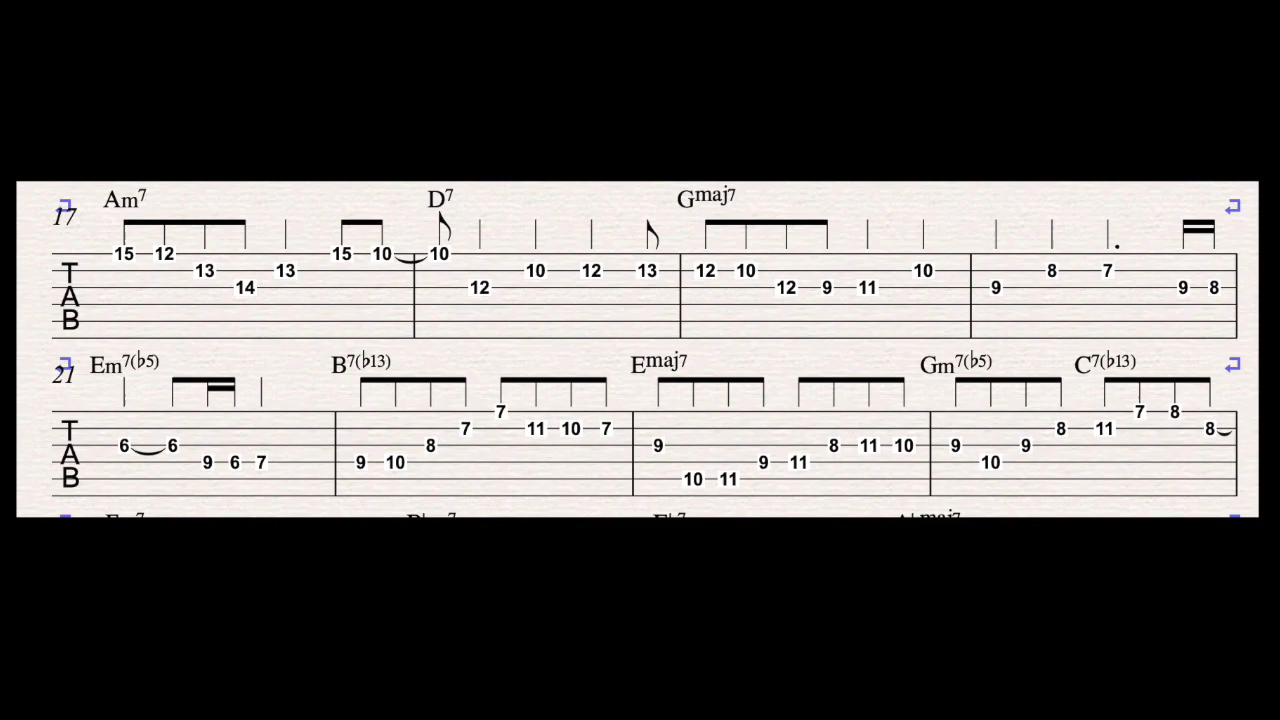 Am7 D7 Gmaj7
17
15 12 13 14 13 15 10 10 12 10 12 13 12 10 12 9 11 10 9 8 7 9 8
TAB
Em7(♭5) B7(♭13) Emaj7 Gm7(♭5) C7(♭13)
21
6 6 9 6 7 9 10 8 7 7 11 10 7 9 10 11 9 11 8 11 10 9 10 9 8 11 7 8 8
TAB